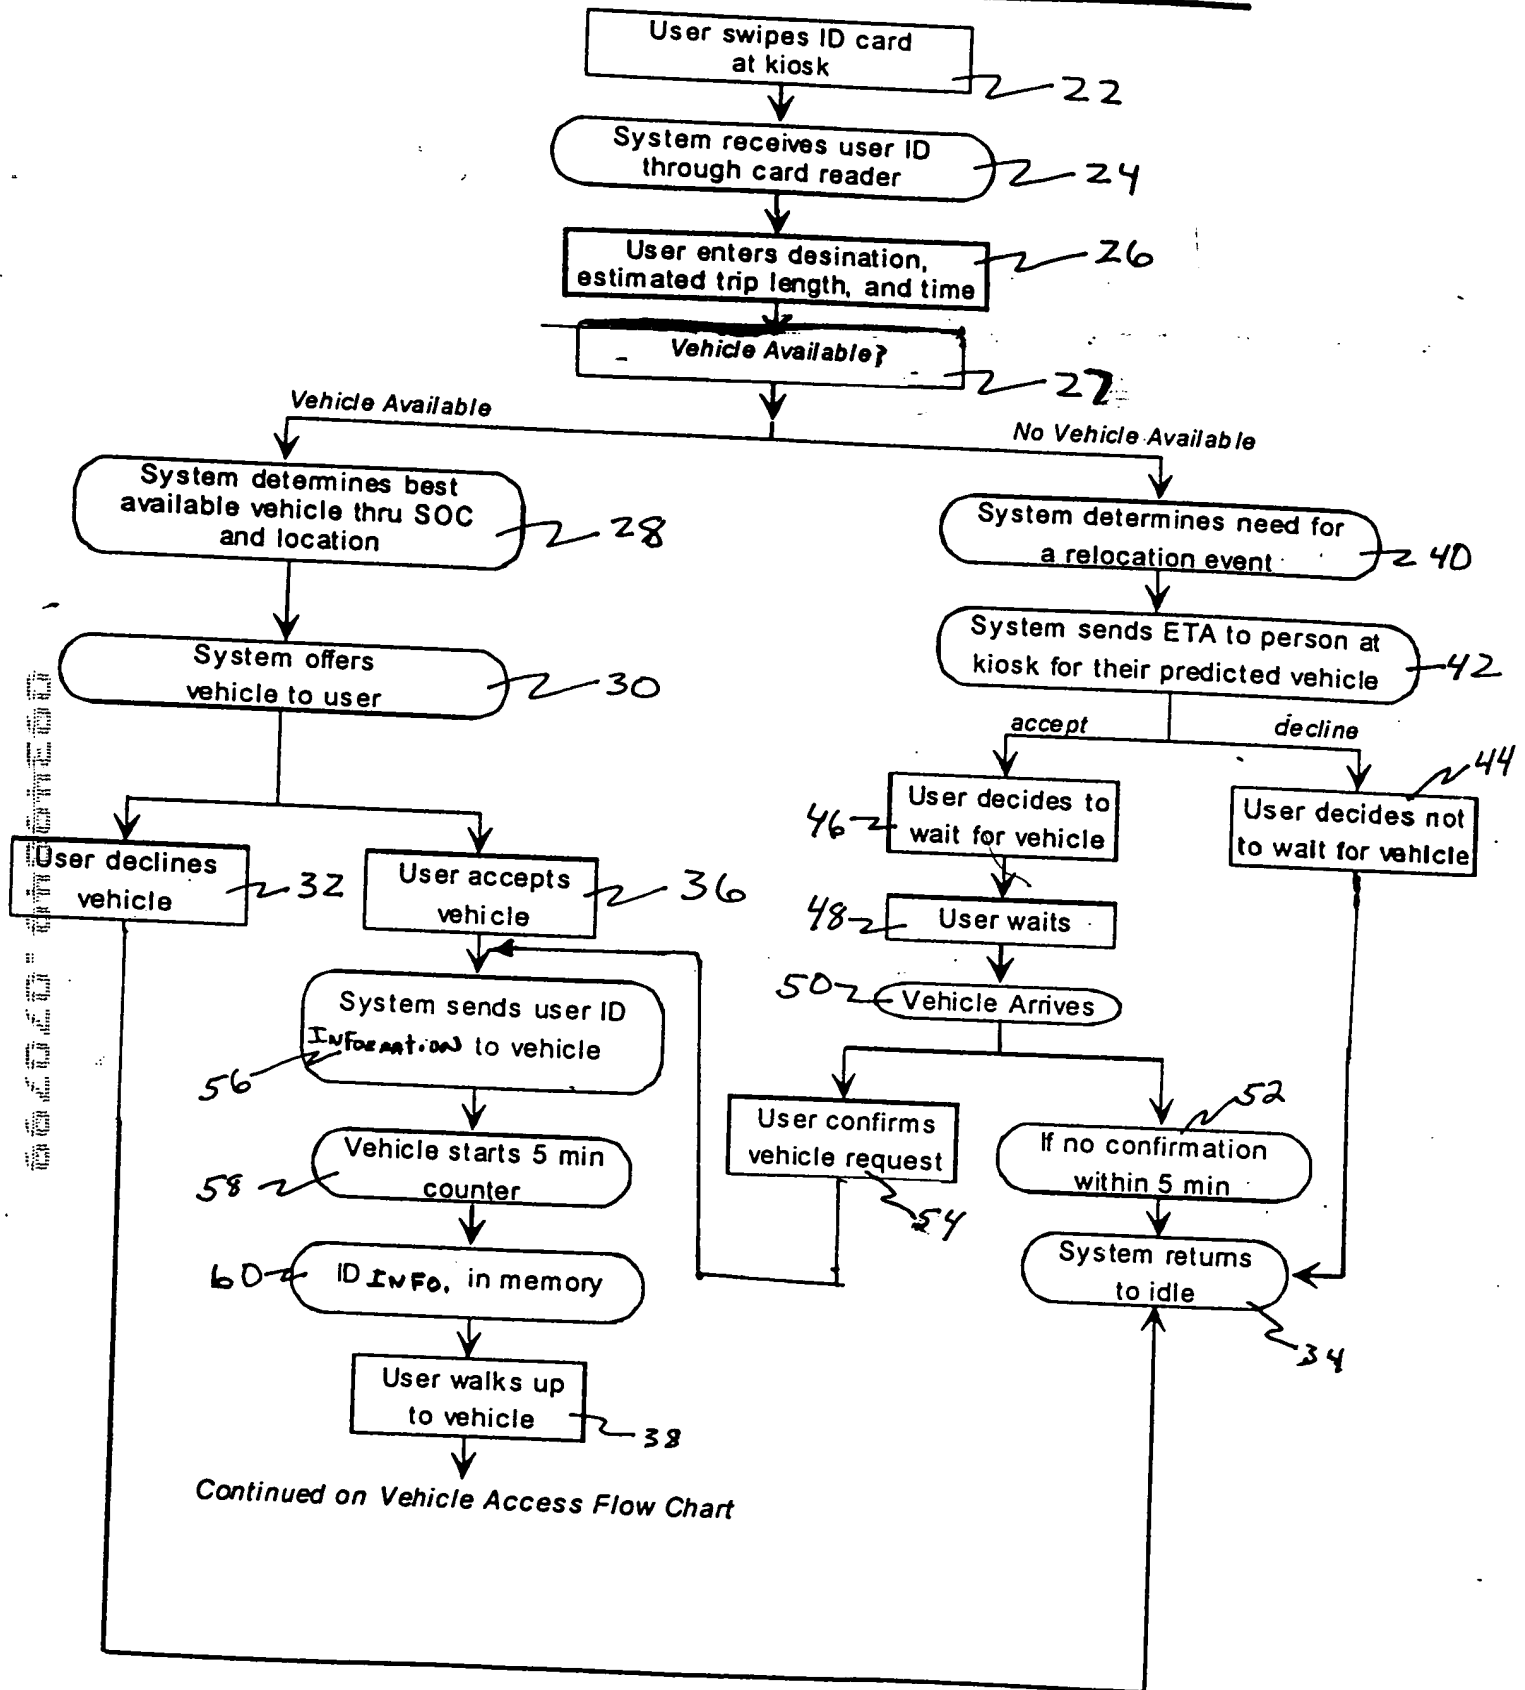 User swipes ID card
at kiosk
22
System receives user ID
through card reader
24
User enters desination,
estimated trip length, and time
26
Vehicle Available?
27
Vehicle Available
No Vehicle Available
System determines best
available vehicle thru SOC
and location
28
System determines need for
a relocation event
40
System offers
vehicle to user
30
System sends ETA to person at
kiosk for their predicted vehicle
42
accept
decline
User declines
vehicle
32
User accepts
vehicle
36
46
User decides to
wait for vehicle
44
User decides not
to wait for vehicle
48
User waits
50
Vehicle Arrives
System sends user ID
INFORMATION to vehicle
56
User confirms
vehicle request
54
52
If no confirmation
within 5 min
Vehicle starts 5 min
counter
58
System returns
to idle
34
60
ID INFO. in memory
User walks up
to vehicle
38
Continued on Vehicle Access Flow Chart